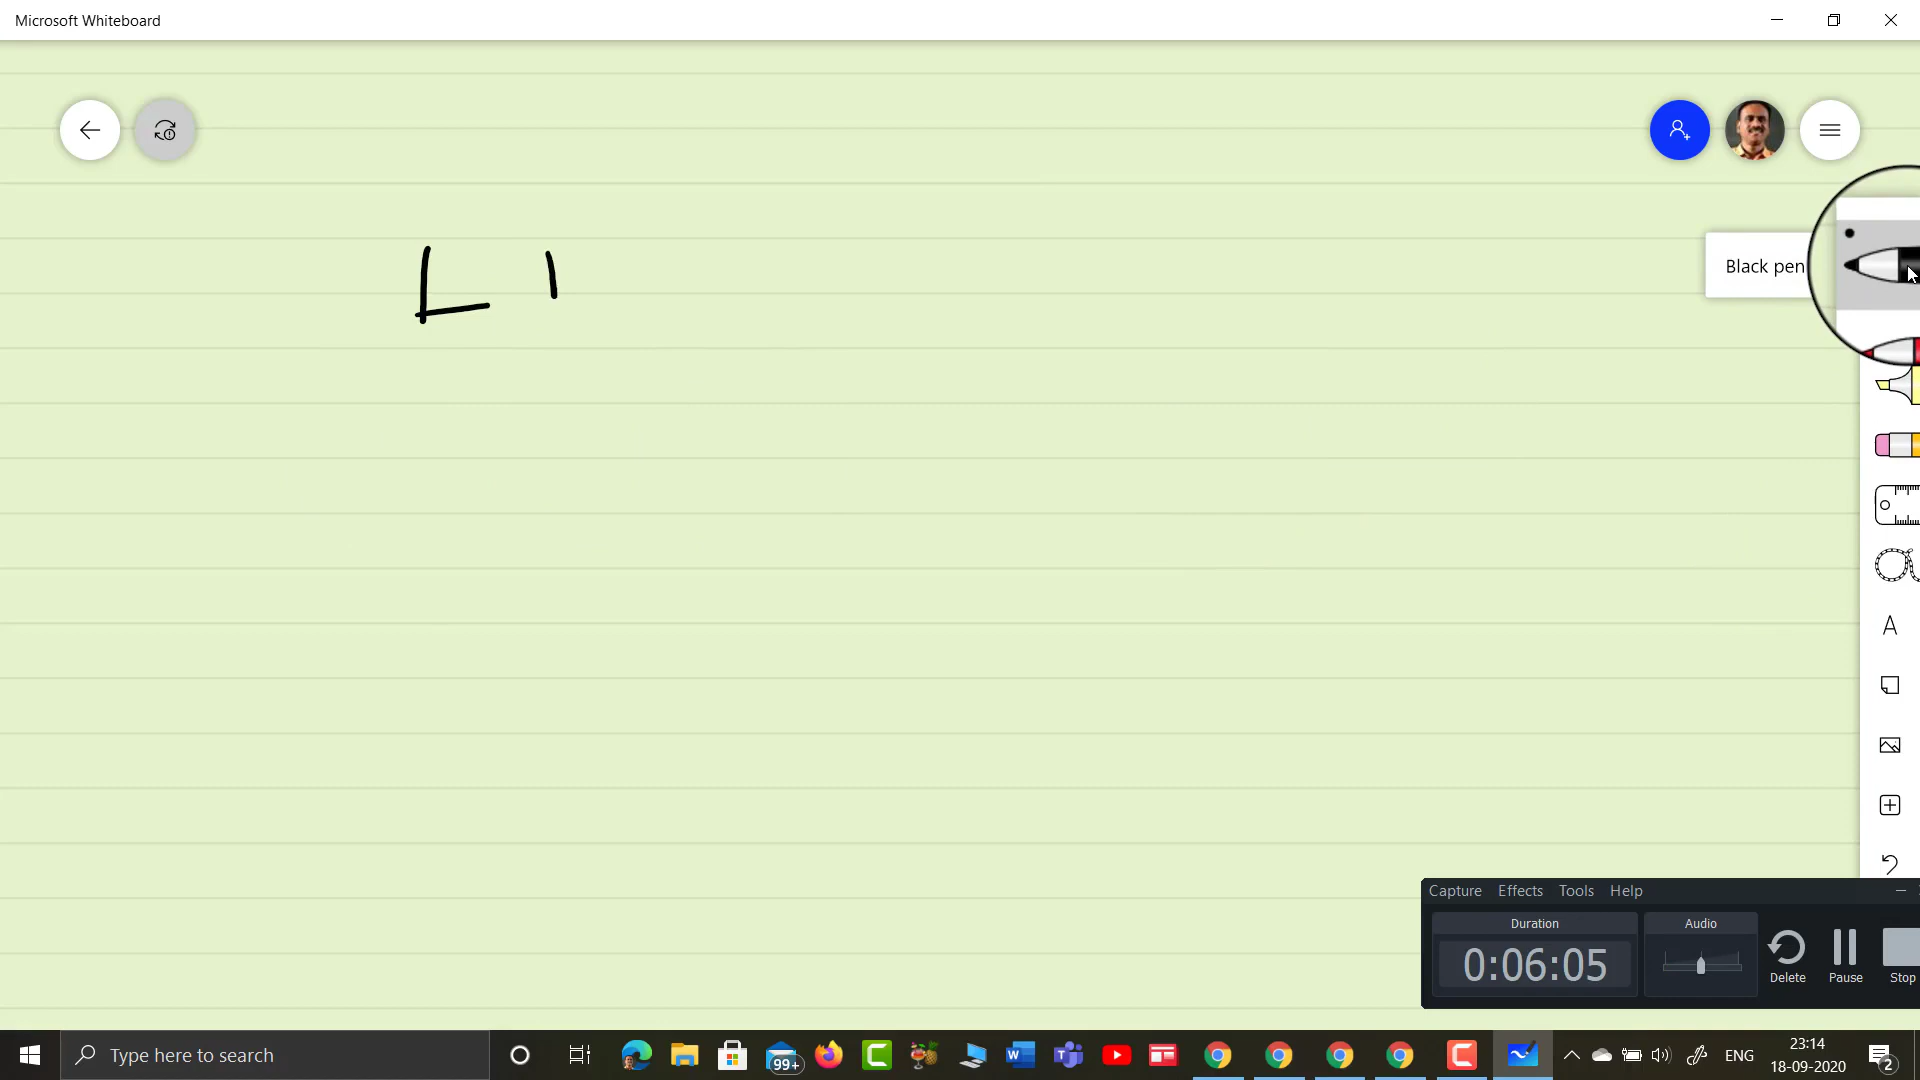 Microsoft Whiteboard
L I
Black pen
A
Capture Effects Tools Help
Duration Audio
0:06:05
Delete Pause Stop
Type here to search
99+
W
ENG
23:14
18-09-2020
2